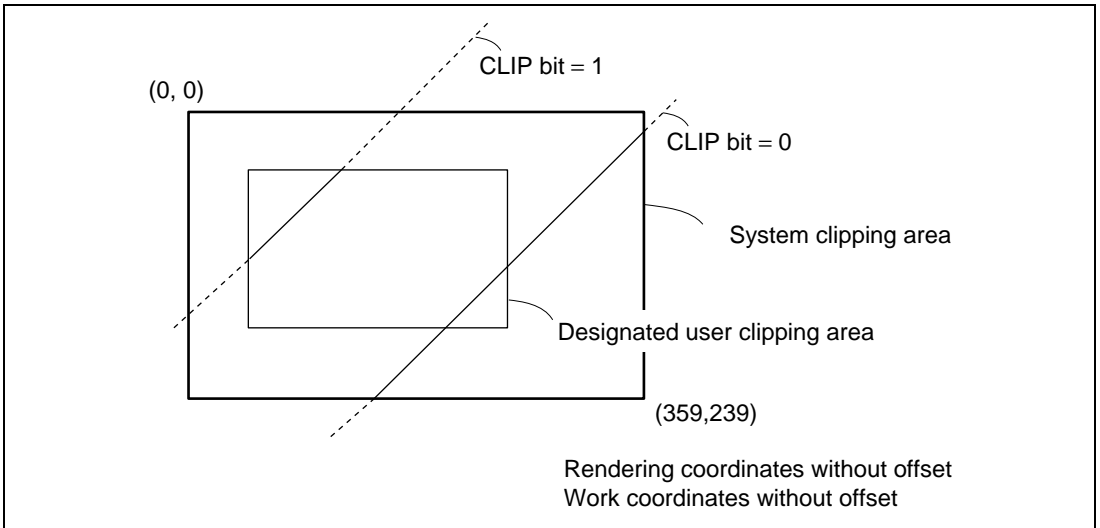 CLIP bit = 1
(0, 0)
CLIP bit = 0
System clipping area
Designated user clipping area
(359,239)
Rendering coordinates without offset
Work coordinates without offset